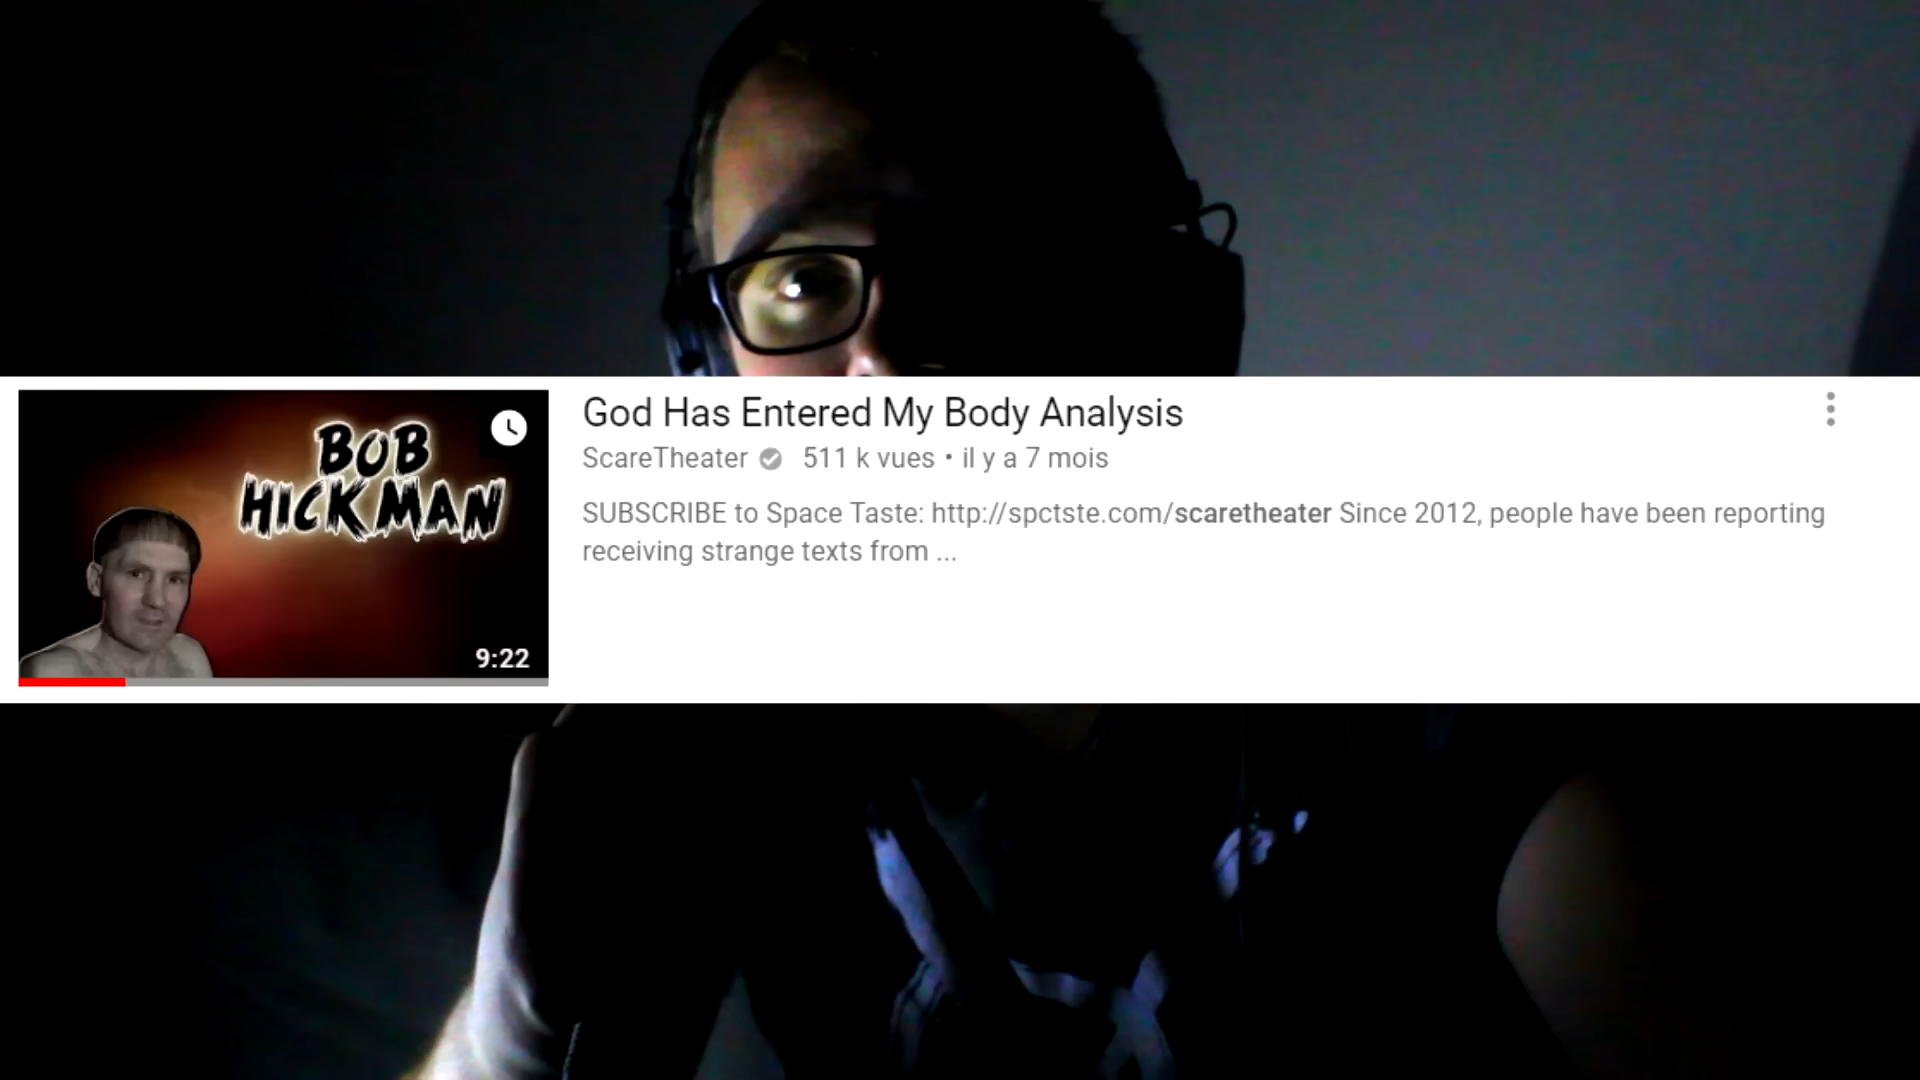 BOB
HICKMAN
9:22
God Has Entered My Body Analysis
ScareTheater 511 k vues • il y a 7 mois
SUBSCRIBE to Space Taste: http://spctste.com/scaretheater Since 2012, people have been reporting
receiving strange texts from ...